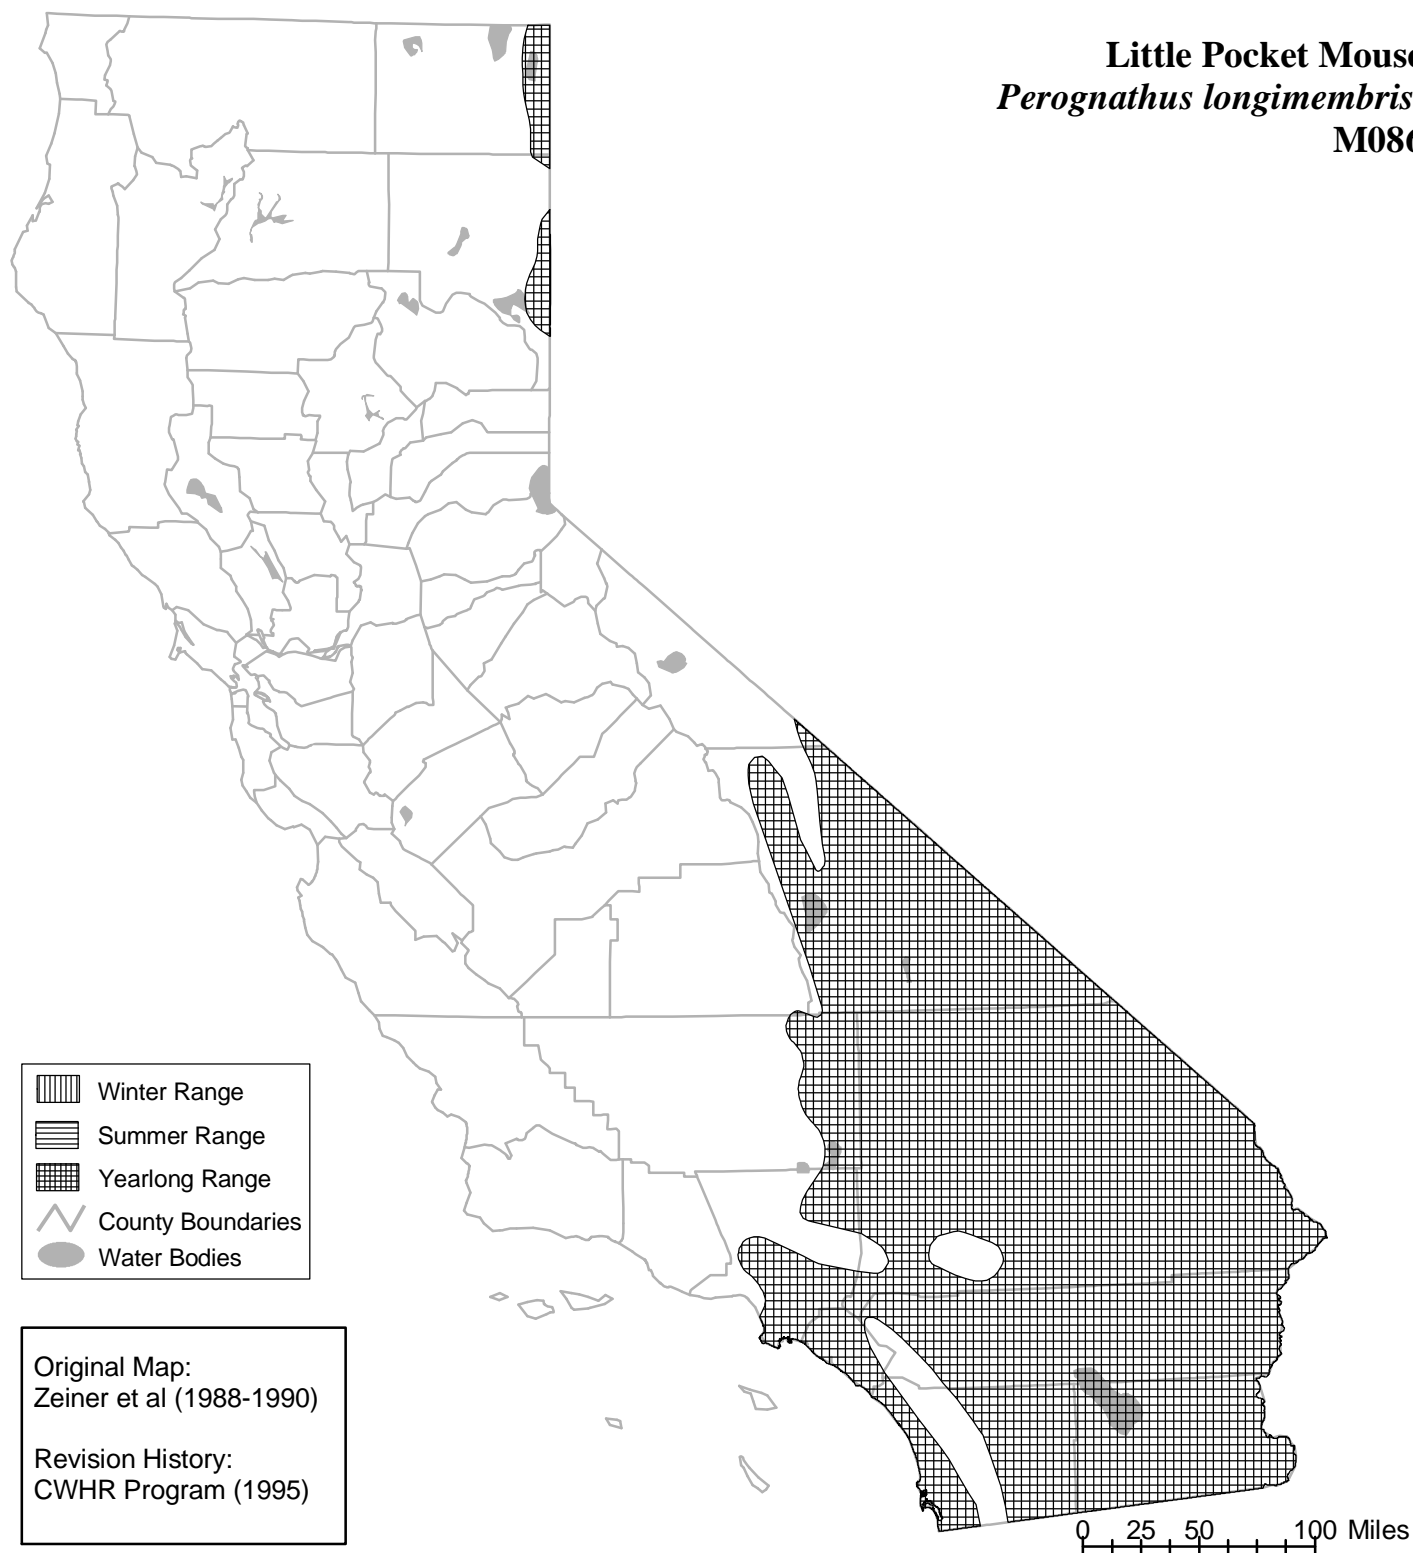 Little Pocket Mouse
Perognathus longimembris
M086
Winter Range
Summer Range
Yearlong Range
County Boundaries
Water Bodies
Original Map:
Zeiner et al (1988-1990)
Revision History:
CWHR Program (1995)
0 25 50 100 Miles